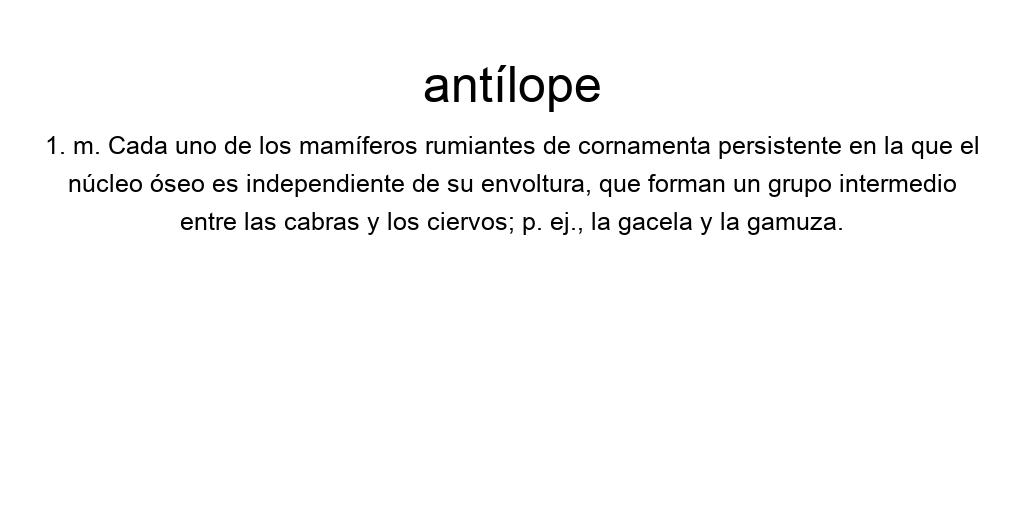 antílope
1. m. Cada uno de los mamíferos rumiantes de cornamenta persistente en la que el
núcleo óseo es independiente de su envoltura, que forman un grupo intermedio
entre las cabras y los ciervos; p. ej., la gacela y la gamuza.